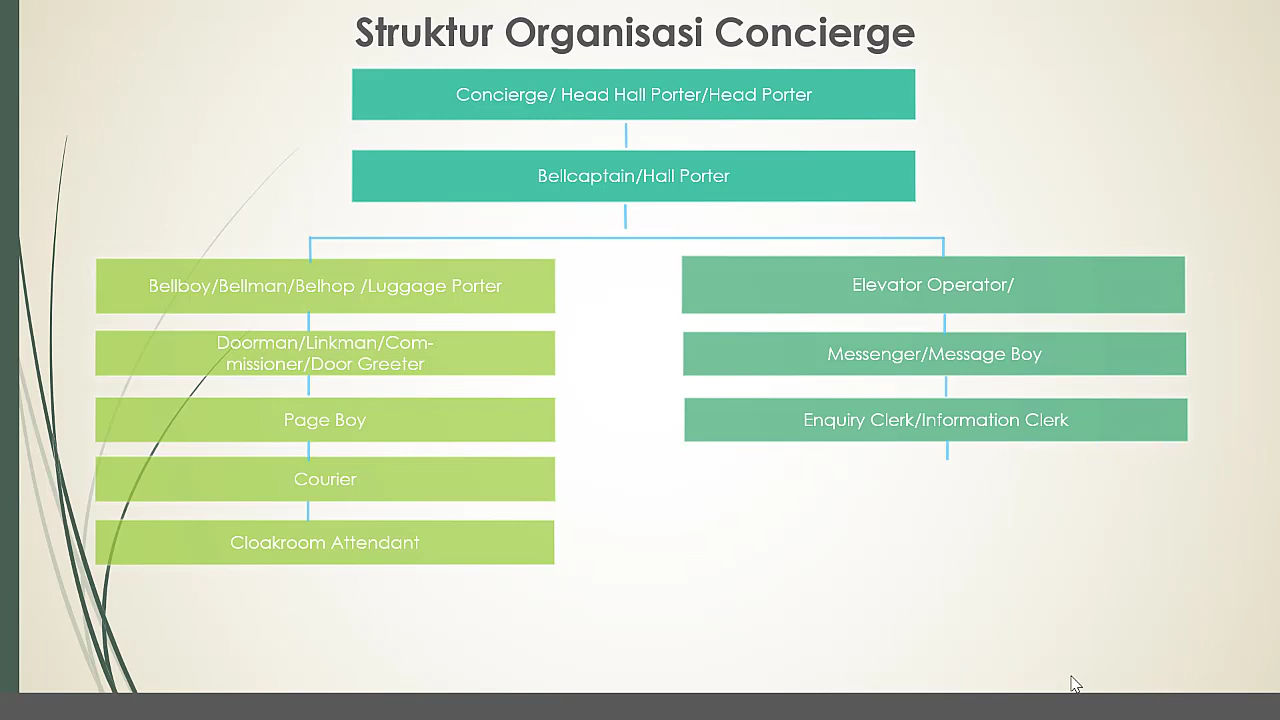 Struktur Organisasi Concierge
Concierge/ Head Hall Porter/Head Porter
Bellcaptain/Hall Porter
Bellboy/Bellman/Belhop /Luggage Porter
Doorman/Linkman/Com-
missioner/Door Greeter
Page Boy
Courier
Cloakroom Attendant
Elevator Operator/
Messenger/Message Boy
Enquiry Clerk/Information Clerk